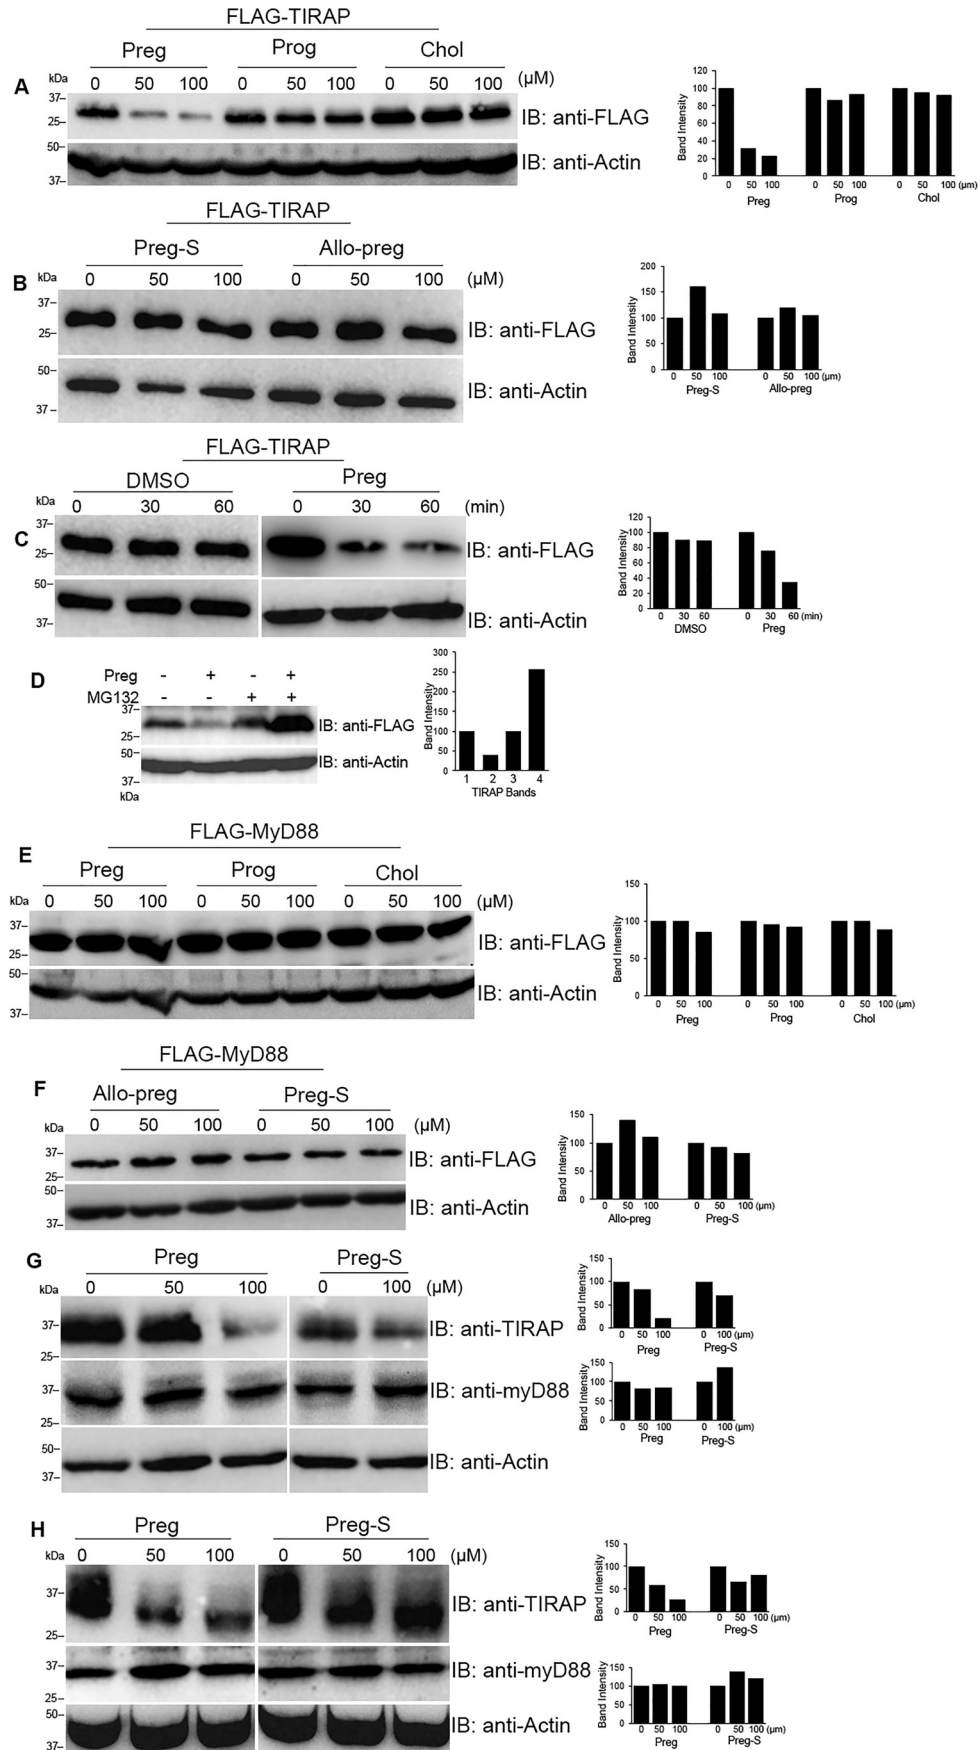 FLAG-TIRAP
Preg Prog Chol
0 50 100 0 50 100 0 50 100 (µM)
A
kDa
37
25
IB: anti-FLAG
50
37
IB: anti-Actin
120
100
80
60
40
20
0
Band Intensity
0 50 100 0 50 100 0 50 100 (µm)
Preg Prog Chol
FLAG-TIRAP
Preg-S Allo-preg
0 50 100 0 50 100 (µM)
B
kDa
37
25
IB: anti-FLAG
50
37
IB: anti-Actin
200
150
100
50
0
Band Intensity
0 50 100 0 50 100 (µm)
Preg-S Allo-preg
FLAG-TIRAP
DMSO Preg
0 30 60 0 30 60 (min)
C
kDa
37
25
IB: anti-FLAG
50
37
IB: anti-Actin
120
100
80
60
40
20
0
Band Intensity
0 30 60 0 30 60 (min)
DMSO Preg
D
Preg - + - +
MG132 - - + +
37
25
IB: anti-FLAG
50
37
IB: anti-Actin
kDa
300
250
200
150
100
50
0
Band Intensity
1 2 3 4
TIRAP Bands
FLAG-MyD88
E
Preg Prog Chol
0 50 100 0 50 100 0 50 100 (µM)
kDa
37
25
IB: anti-FLAG
50
37
IB: anti-Actin
150
100
50
0
Band Intensity
0 50 100 0 50 100 0 50 100 (µm)
Preg Prog Chol
FLAG-MyD88
F
Allo-preg Preg-S
0 50 100 0 50 100 (µM)
kDa
37
25
IB: anti-FLAG
50
37
IB: anti-Actin
150
100
50
0
Band Intensity
0 50 100 0 50 100 (µm)
Allo-preg Preg-S
G
Preg Preg-S
0 50 100 0 100 (µM)
kDa
37
25
IB: anti-TIRAP
37
25
IB: anti-myD88
50
37
IB: anti-Actin
150
100
50
0
Band Intensity
0 50 100 0 100 (µm)
Preg Preg-S
150
100
50
0
Band Intensity
0 50 100 0 100 (µm)
Preg Preg-S
H
Preg Preg-S
0 50 100 0 50 100 (µM)
kDa
37
25
IB: anti-TIRAP
37
25
IB: anti-myD88
50
37
IB: anti-Actin
150
100
50
0
Band Intensity
0 50 100 0 50 100 (µm)
Preg Preg-S
150
100
50
0
Band Intensity
0 50 100 0 50 100 (µm)
Preg Preg-S